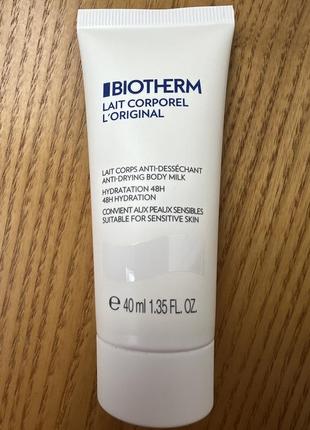 BIOTHERM
LAIT CORPOREL
L'ORIGINAL
LAIT CORPS ANTI-DESSÉCHANT
ANTI-DRYING BODY MILK
HYDRATATION 48H
48H HYDRATION
CONVIENT AUX PEAUX SENSIBLES
SUITABLE FOR SENSITIVE SKIN
℮ 40 ml 1.35 FL. OZ.